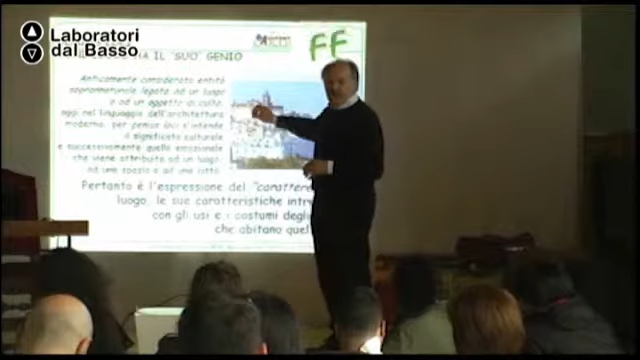 Laboratori
dal Basso
FF
IL "SUO" GENIO
Anticamente considerato entità
soprannaturale legata ad un luogo
o ad un oggetto di culto,
oggi nel linguaggio dell'architettura
moderna, per genius loci s'intende
il significato culturale
e successivamente quello emozionale
che viene attribuito ad un luogo,
ad uno spazio e ad una città.
Pertanto è l'espressione del "carattere
luogo, le sue caratteristiche intri
con gli usi e i costumi degli
che abitano quel